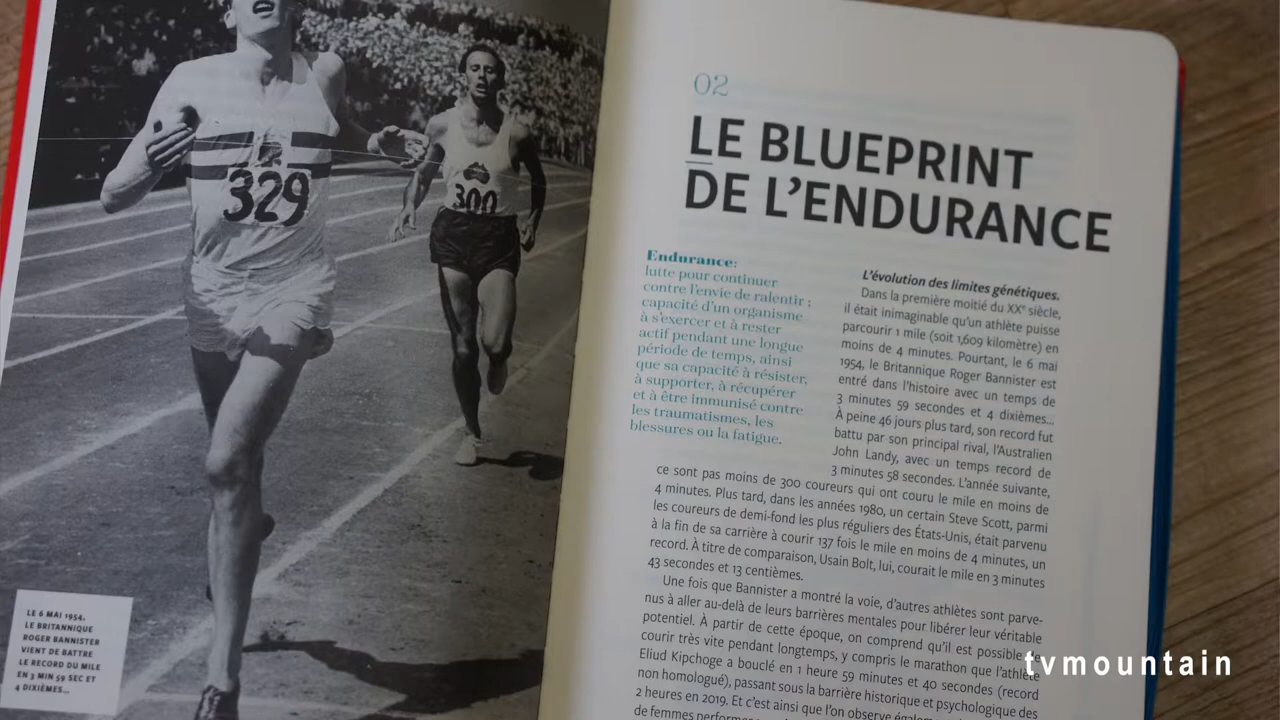 329
300
LE 6 MAI 1954,
LE BRITANNIQUE
ROGER BANNISTER
VIENT DE BATTRE
LE RECORD DU MILE
EN 3 MIN 59 SEC ET
4 DIXIÈMES...
02
LE BLUEPRINT
DE L'ENDURANCE
Endurance:
lutte pour continuer
contre l'envie de ralentir ;
capacité d'un organisme
à s'exercer et à rester
actif pendant une longue
période de temps, ainsi
que sa capacité à résister,
à supporter, à récupérer
et à être immunisé contre
les traumatismes, les
blessures ou la fatigue.
L'évolution des limites génétiques.
Dans la première moitié du XXe siècle,
il était inimaginable qu'un athlète puisse
parcourir 1 mile (soit 1,609 kilomètre) en
moins de 4 minutes. Pourtant, le 6 mai
1954, le Britannique Roger Bannister est
entré dans l'histoire avec un temps de
3 minutes 59 secondes et 4 dixièmes...
À peine 46 jours plus tard, son record fut
battu par son principal rival, l'Australien
John Landy, avec un temps record de
3 minutes 58 secondes. L'année suivante,
ce sont pas moins de 300 coureurs qui ont couru le mile en moins de
4 minutes. Plus tard, dans les années 1980, un certain Steve Scott, parmi
les coureurs de demi-fond les plus réguliers des États-Unis, était parvenu
à la fin de sa carrière à courir 137 fois le mile en moins de 4 minutes, un
record. À titre de comparaison, Usain Bolt, lui, courait le mile en 3 minutes
43 secondes et 13 centièmes.
Une fois que Bannister a montré la voie, d'autres athlètes sont parve-
nus à aller au-delà de leurs barrières mentales pour libérer leur véritable
potentiel. À partir de cette époque, on comprend qu'il est possible de
courir très vite pendant longtemps, y compris le marathon que l'athlète
Eliud Kipchoge a bouclé en 1 heure 59 minutes et 40 secondes (record
non homologué), passant sous la barrière historique et psychologique des
2 heures en 2019. Et c'est ainsi que l'on observe
de femmes
tvmountain